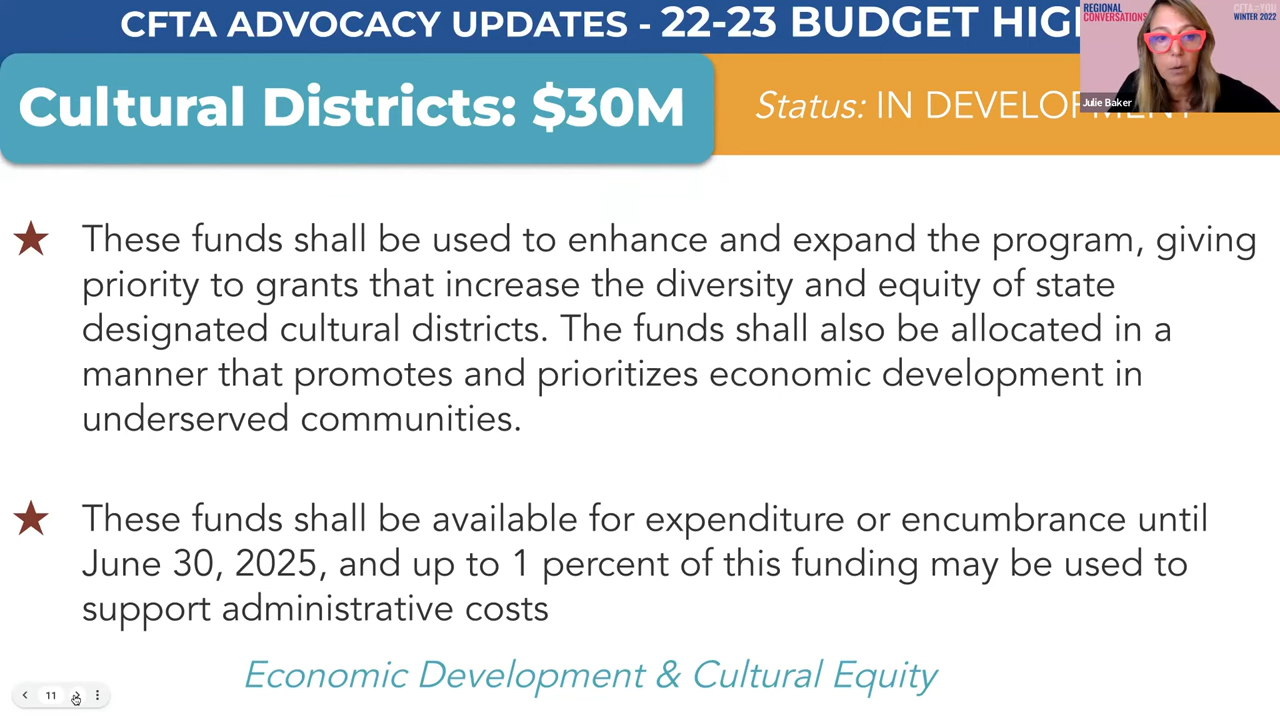 CFTA ADVOCACY UPDATES - 22-23 BUDGET HIG
REGIONAL
CONVERSATIONS
CFTA YOU
WINTER 2022
Julie Baker
Cultural Districts: $30M
Status: IN DEVELOPMENT
These funds shall be used to enhance and expand the program, giving
priority to grants that increase the diversity and equity of state
designated cultural districts. The funds shall also be allocated in a
manner that promotes and prioritizes economic development in
underserved communities.
These funds shall be available for expenditure or encumbrance until
June 30, 2025, and up to 1 percent of this funding may be used to
support administrative costs
Economic Development & Cultural Equity
11